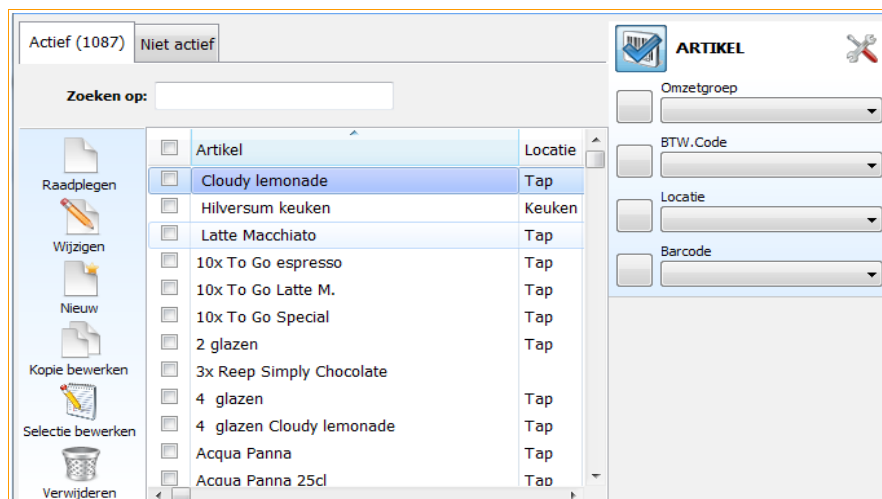 Actief (1087) Niet actief
Zoeken op:
Raadplegen
Wijzigen
Nieuw
Kopie bewerken
Selectie bewerken
Verwijderen
Artikel Locatie
Cloudy lemonade Tap
Hilversum keuken Keuken
Latte Macchiato Tap
10x To Go espresso Tap
10x To Go Latte M. Tap
10x To Go Special Tap
2 glazen Tap
3x Reep Simply Chocolate
4 glazen Tap
4 glazen Cloudy lemonade Tap
Acqua Panna Tap
Acqua Panna 25cl Tap
ARTIKEL
Omzetgroep
BTW.Code
Locatie
Barcode